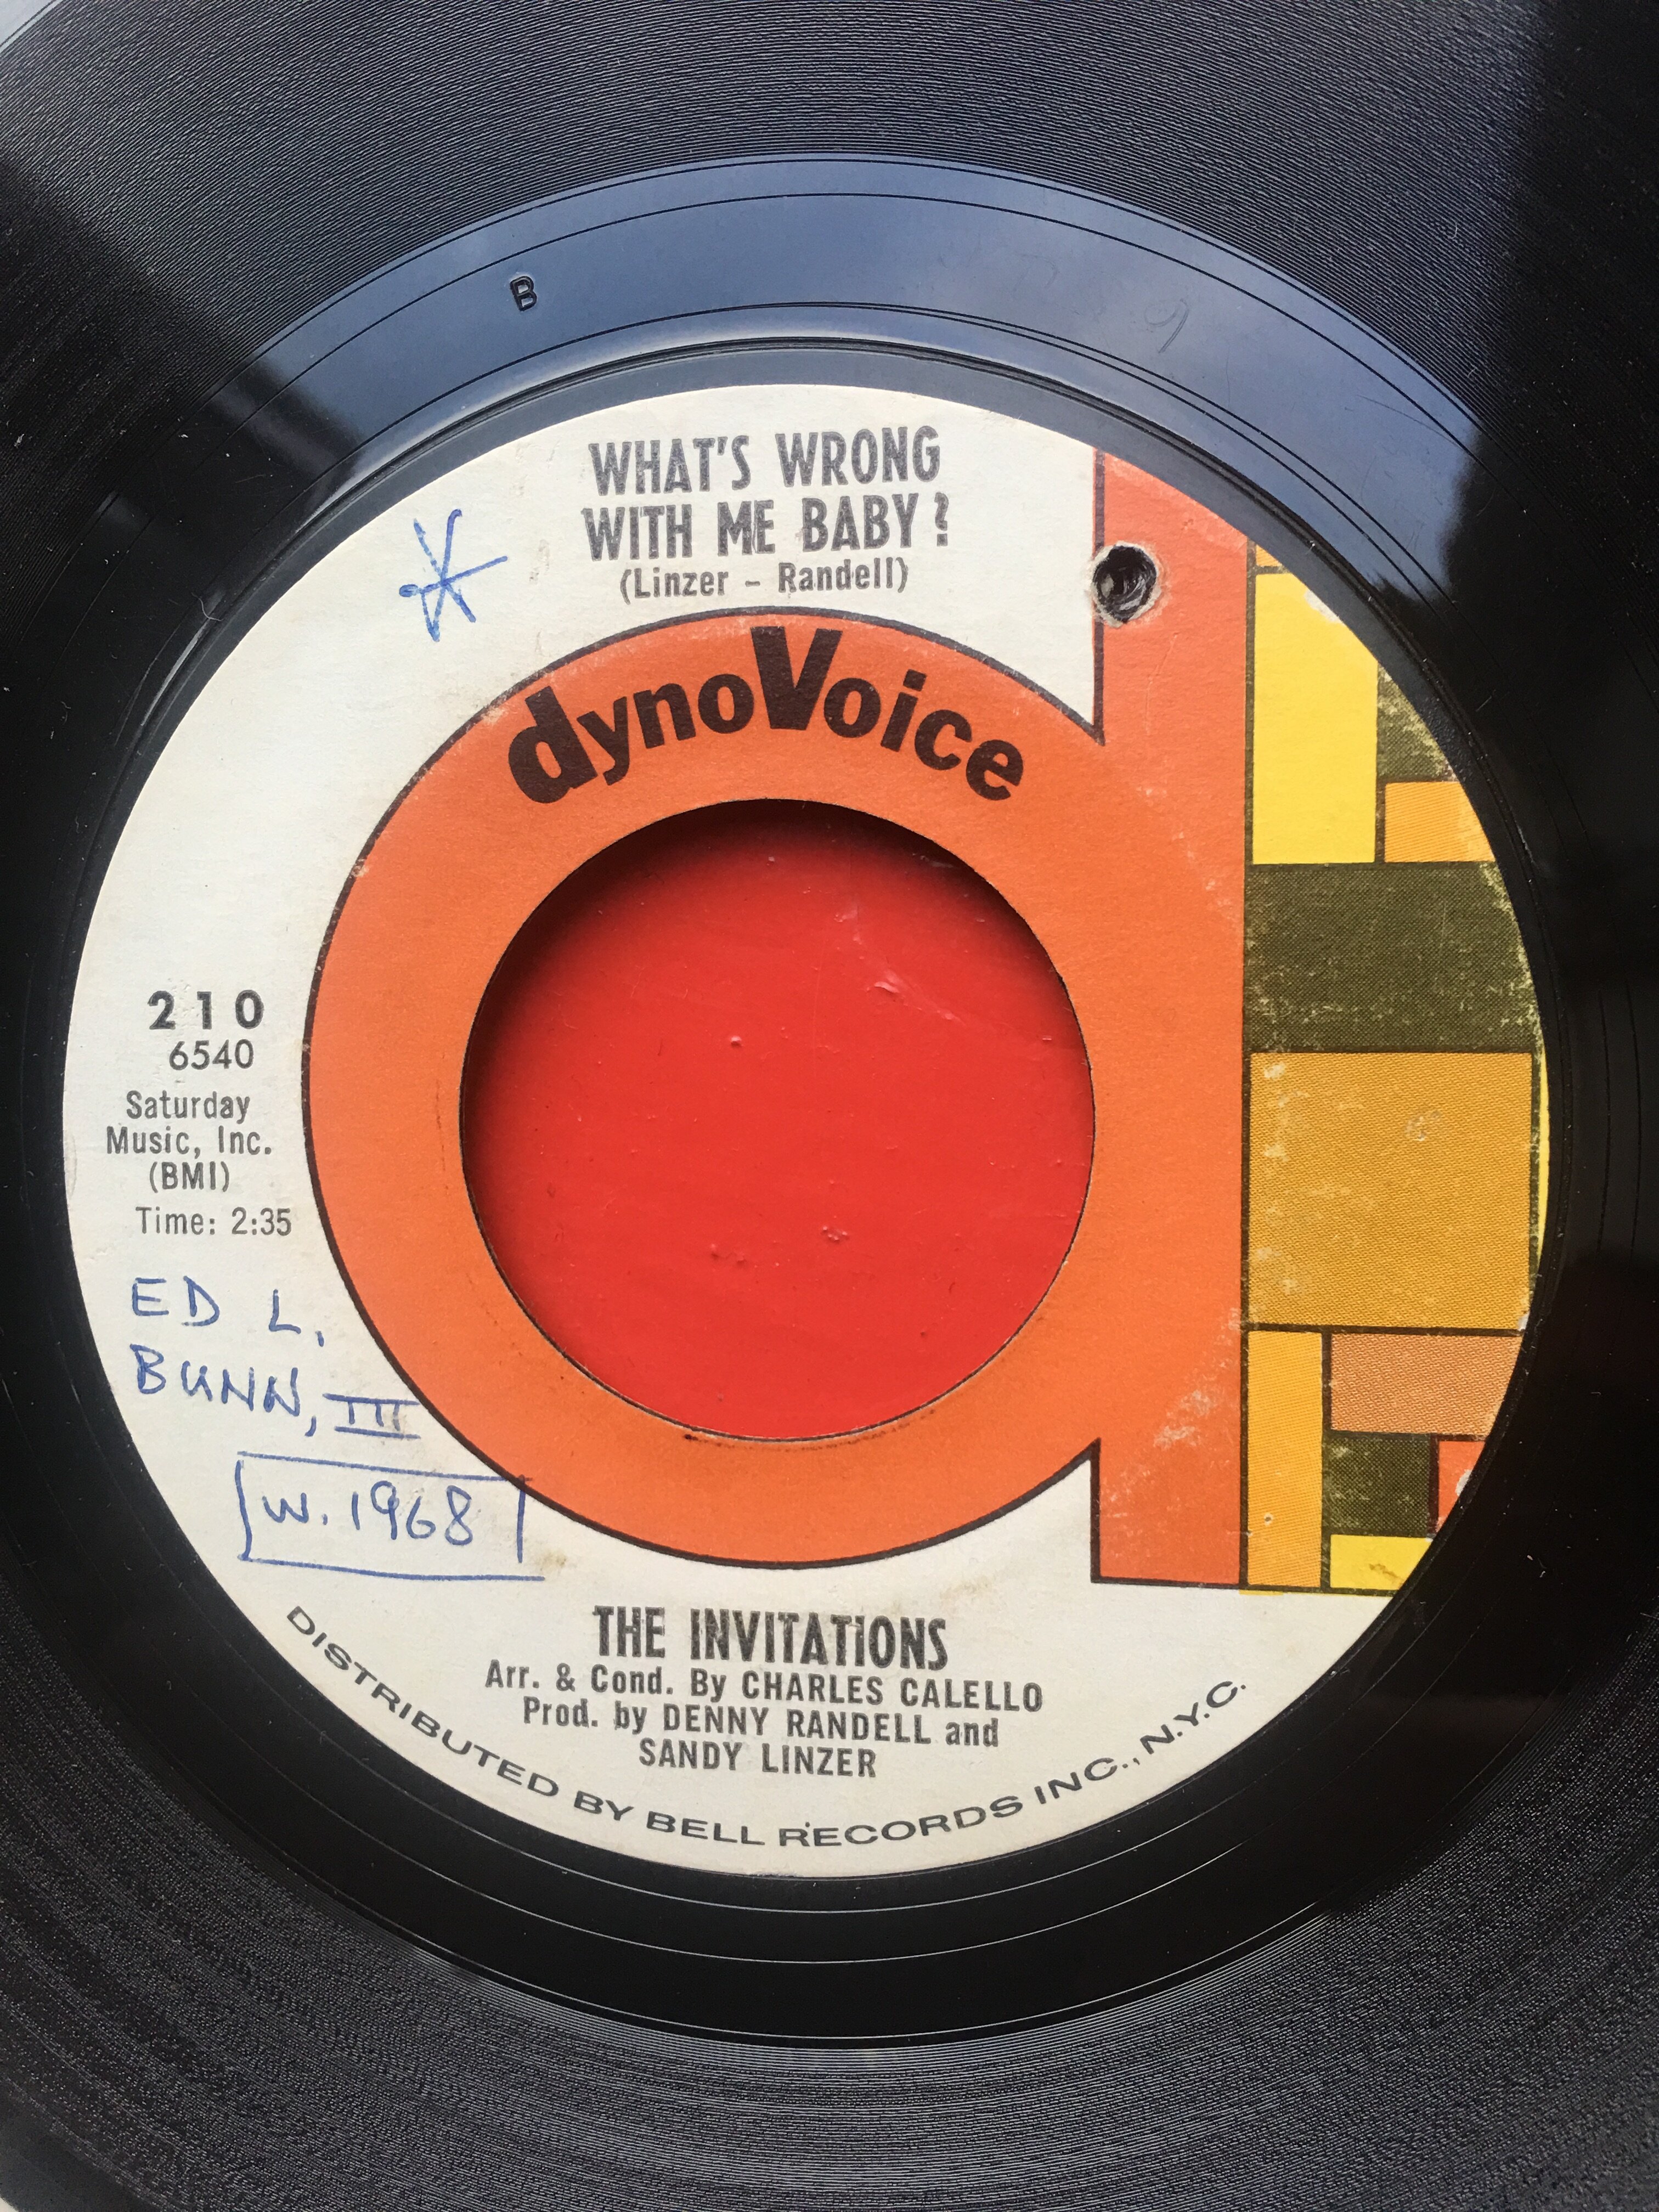 B
WHAT'S WRONG
WITH ME BABY?
(Linzer - Randell)
dynoVoice
210
6540
Saturday
Music, Inc.
(BMI)
Time: 2:35
ED L.
BUNN, III
W. 1968
THE INVITATIONS
Arr. & Cond. By CHARLES CALELLO
Prod. by DENNY RANDELL and
SANDY LINZER
DISTRIBUTED BY BELL RECORDS INC., N.Y.C.